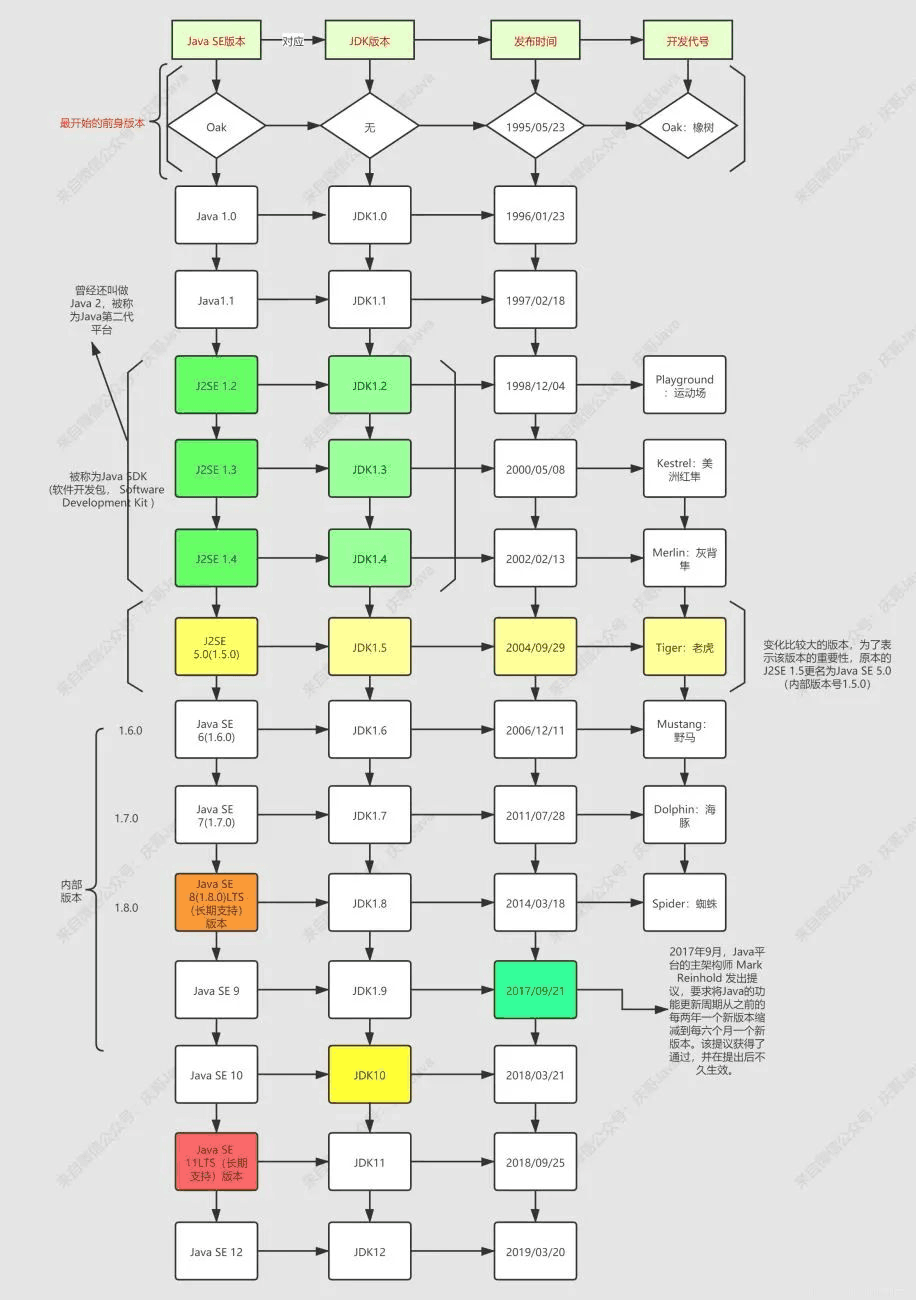 Java SE版本
对应
JDK版本
发布时间
开发代号
最开始的前身版本
Oak
无
1995/05/23
Oak：橡树
Java 1.0
JDK1.0
1996/01/23
Java1.1
JDK1.1
1997/02/18
曾经还叫做
Java 2，被称
为Java第二代
平台
J2SE 1.2
JDK1.2
1998/12/04
Playground
：运动场
J2SE 1.3
JDK1.3
2000/05/08
Kestrel：美
洲红隼
被称为Java SDK
(软件开发包， Software
Development Kit )
J2SE 1.4
JDK1.4
2002/02/13
Merlin：灰背
隼
J2SE
5.0(1.5.0)
JDK1.5
2004/09/29
Tiger：老虎
变化比较大的版本，为了表
示该版本的重要性，原本的
J2SE 1.5更名为Java SE 5.0
（内部版本号1.5.0）
1.6.0
Java SE
6(1.6.0)
JDK1.6
2006/12/11
Mustang：
野马
1.7.0
Java SE
7(1.7.0)
JDK1.7
2011/07/28
Dolphin：海
豚
内部
版本
1.8.0
Java SE
8(1.8.0)LTS
（长期支持）
版本
JDK1.8
2014/03/18
Spider：蜘蛛
Java SE 9
JDK1.9
2017/09/21
2017年9月，Java平
台的主架构师 Mark
Reinhold 发出提
议，要求将Java的功
能更新周期从之前的
每两年一个新版本缩
减到每六个月一个新
版本。该提议获得了
通过，并在提出后不
久生效。
Java SE 10
JDK10
2018/03/21
Java SE
11LTS（长期
支持）版本
JDK11
2018/09/25
Java SE 12
JDK12
2019/03/20
来自微信公众号：庆哥Java